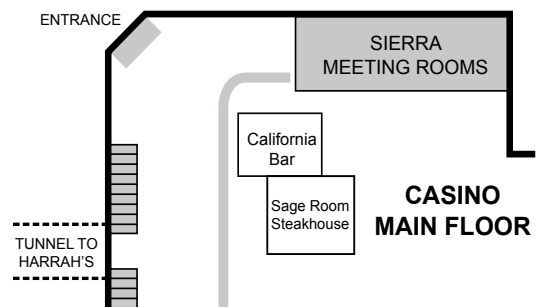 ENTRANCE
SIERRA
MEETING ROOMS
California
Bar
Sage Room
Steakhouse
CASINO
MAIN FLOOR
TUNNEL TO
HARRAH'S